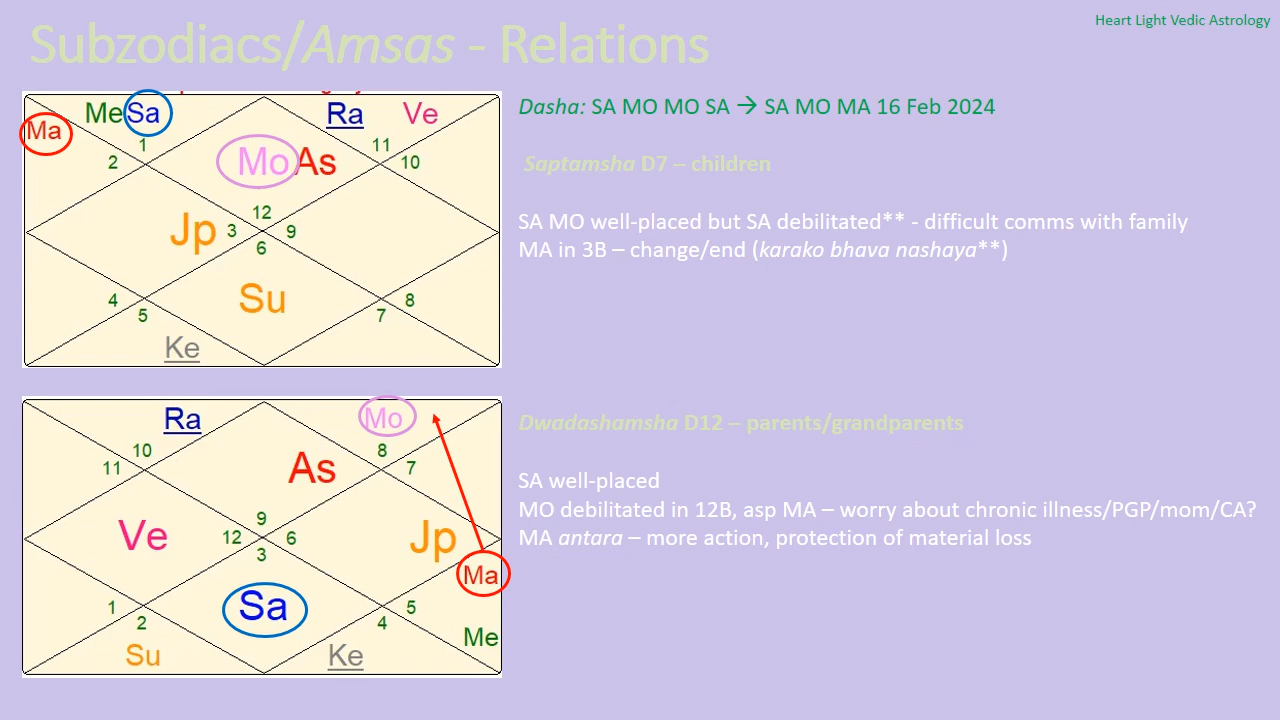 Heart Light Vedic Astrology
Subzodiacs/Amsas - Relations
Dasha: SA MO MO SA → SA MO MA 16 Feb 2024
Saptamsha D7 – children
SA MO well-placed but SA debilitated** - difficult comms with family
MA in 3B – change/end (karako bhava nashaya**)
Me Sa Ra Ve
Ma
1 11
2 Mo As 10
12
Jp 3 9
6
4 Su 8
5 7
Ke
Dwadashamsha D12 – parents/grandparents
SA well-placed
MO debilitated in 12B, asp MA – worry about chronic illness/PGP/mom/CA?
MA antara – more action, protection of material loss
Ra Mo
10 8
11 As 7
9
Ve 12 6 Jp
3
Ma
1 Sa 5
2 4
Me
Su Ke